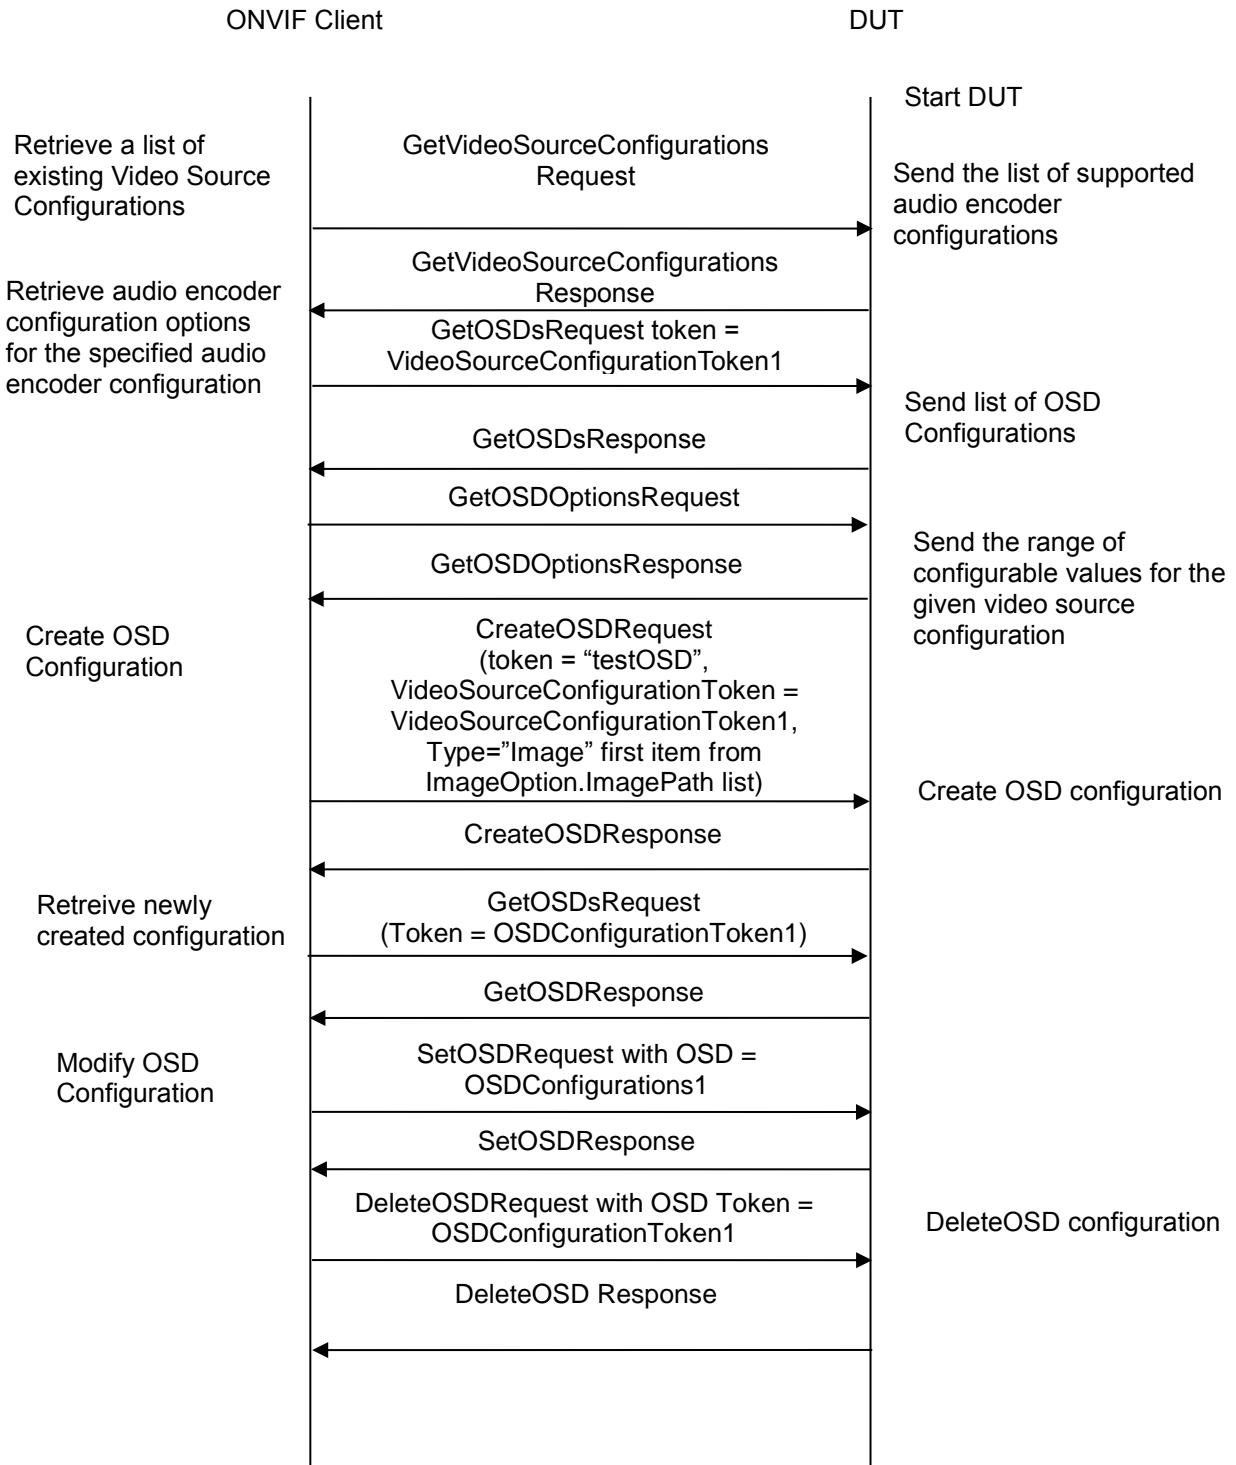 ONVIF Client
DUT
Start DUT
Retrieve a list of
existing Video Source
Configurations
GetVideoSourceConfigurations
Request
Send the list of supported
audio encoder
configurations
GetVideoSourceConfigurations
Response
Retrieve audio encoder
configuration options
for the specified audio
encoder configuration
GetOSDsRequest token =
VideoSourceConfigurationToken1
Send list of OSD
Configurations
GetOSDsResponse
GetOSDOptionsRequest
Send the range of
configurable values for the
given video source
configuration
GetOSDOptionsResponse
Create OSD
Configuration
CreateOSDRequest
(token = “testOSD”,
VideoSourceConfigurationToken =
VideoSourceConfigurationToken1,
Type=”Image” first item from
ImageOption.ImagePath list)
Create OSD configuration
CreateOSDResponse
Retreive newly
created configuration
GetOSDsRequest
(Token = OSDConfigurationToken1)
GetOSDResponse
Modify OSD
Configuration
SetOSDRequest with OSD =
OSDConfigurations1
SetOSDResponse
DeleteOSDRequest with OSD Token =
OSDConfigurationToken1
DeleteOSD configuration
DeleteOSD Response